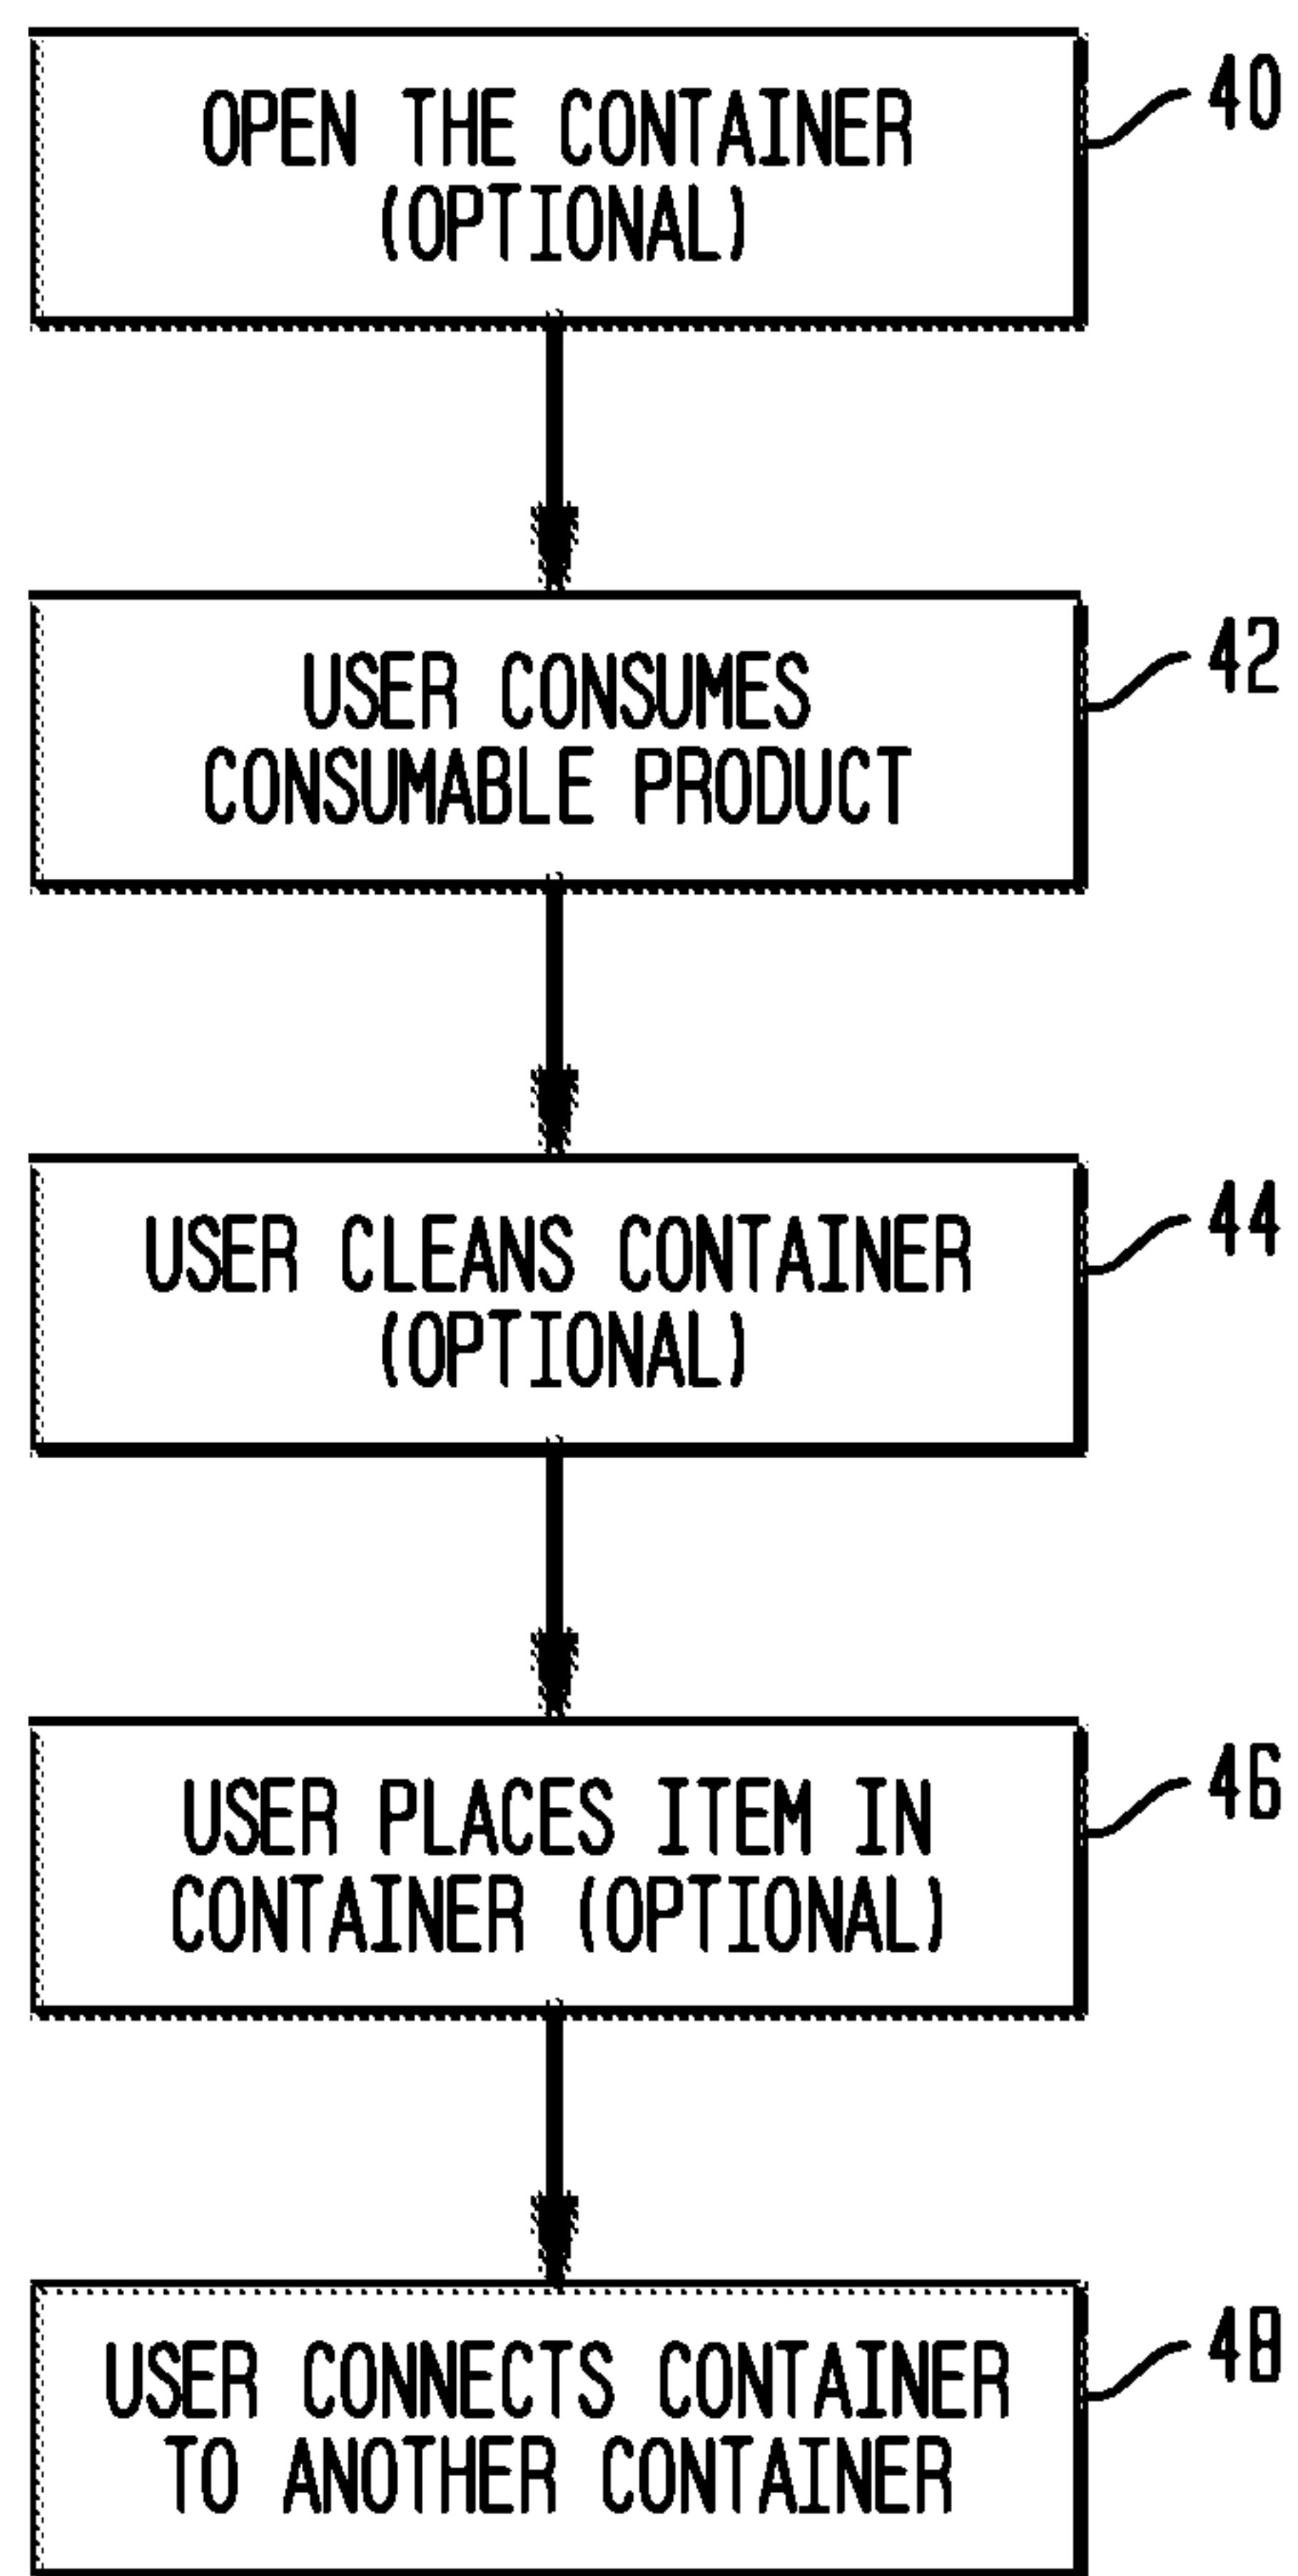 OPEN THE CONTAINER
(OPTIONAL)
40
USER CONSUMES
CONSUMABLE PRODUCT
42
USER CLEANS CONTAINER
(OPTIONAL)
44
USER PLACES ITEM IN
CONTAINER (OPTIONAL)
46
USER CONNECTS CONTAINER
TO ANOTHER CONTAINER
48